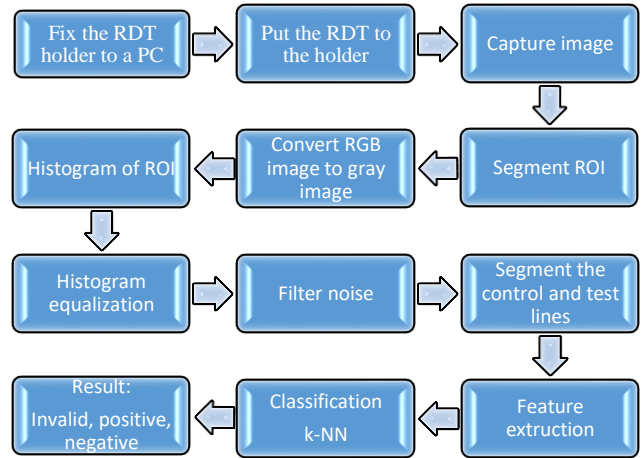 Fix the RDT
holder to a PC
Put the RDT to
the holder
Capture image
Segment ROI
Convert RGB
image to gray
image
Histogram of ROI
Histogram
equalization
Filter noise
Segment the
control and test
lines
Feature
extruction
Classification
k-NN
Result:
Invalid, positive,
negative